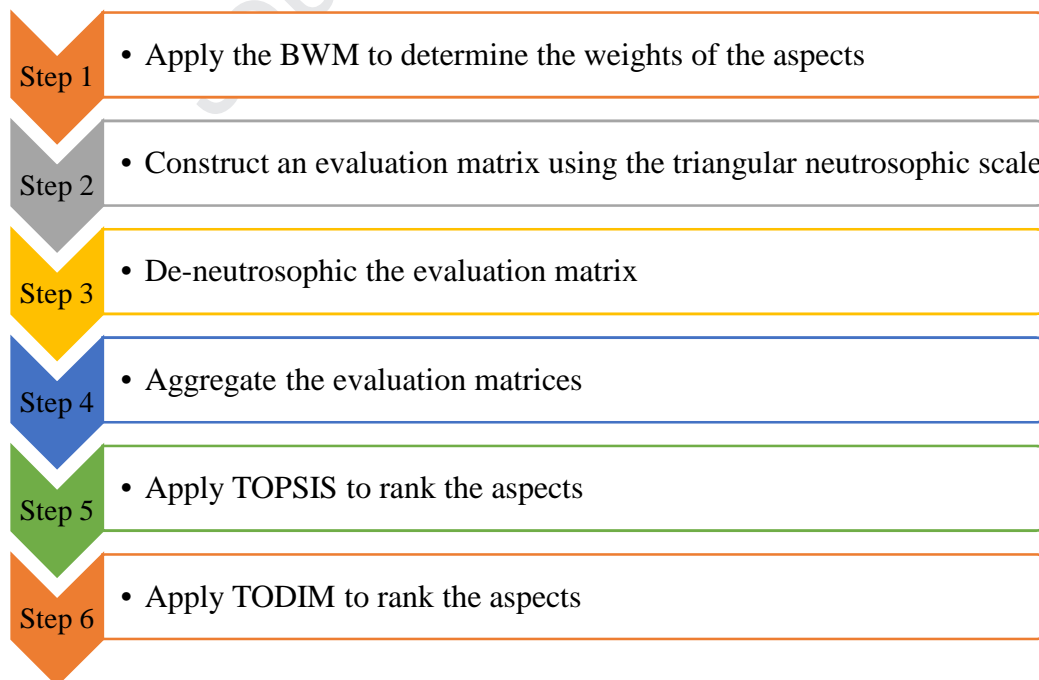 Step 1
• Apply the BWM to determine the weights of the aspects
Step 2
• Construct an evaluation matrix using the triangular neutrosophic scale
Step 3
• De-neutrosophic the evaluation matrix
Step 4
• Aggregate the evaluation matrices
Step 5
• Apply TOPSIS to rank the aspects
Step 6
• Apply TODIM to rank the aspects